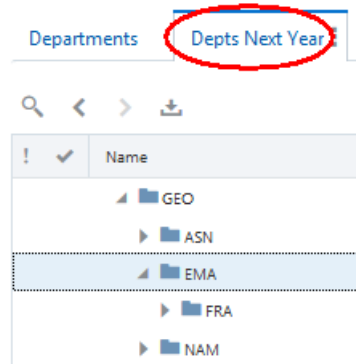 Departments Depts Next Year
! Name
GEO
ASN
EMA
FRA
NAM